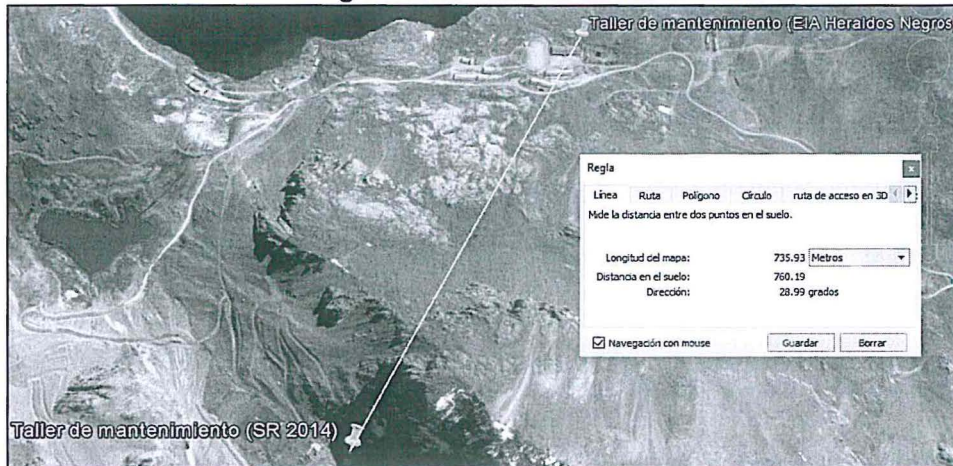 Taller de mantenimiento (EIA Heraldos Negros
Regla
Línea Ruta Polígono Círculo ruta de acceso en 3D
Mide la distancia entre dos puntos en el suelo.
Longitud del mapa: 735.93 Metros
Distancia en el suelo: 760.19
Dirección: 28.99 grados
Navegación con mouse Guardar Borrar
Taller de mantenimiento (SR 2014)